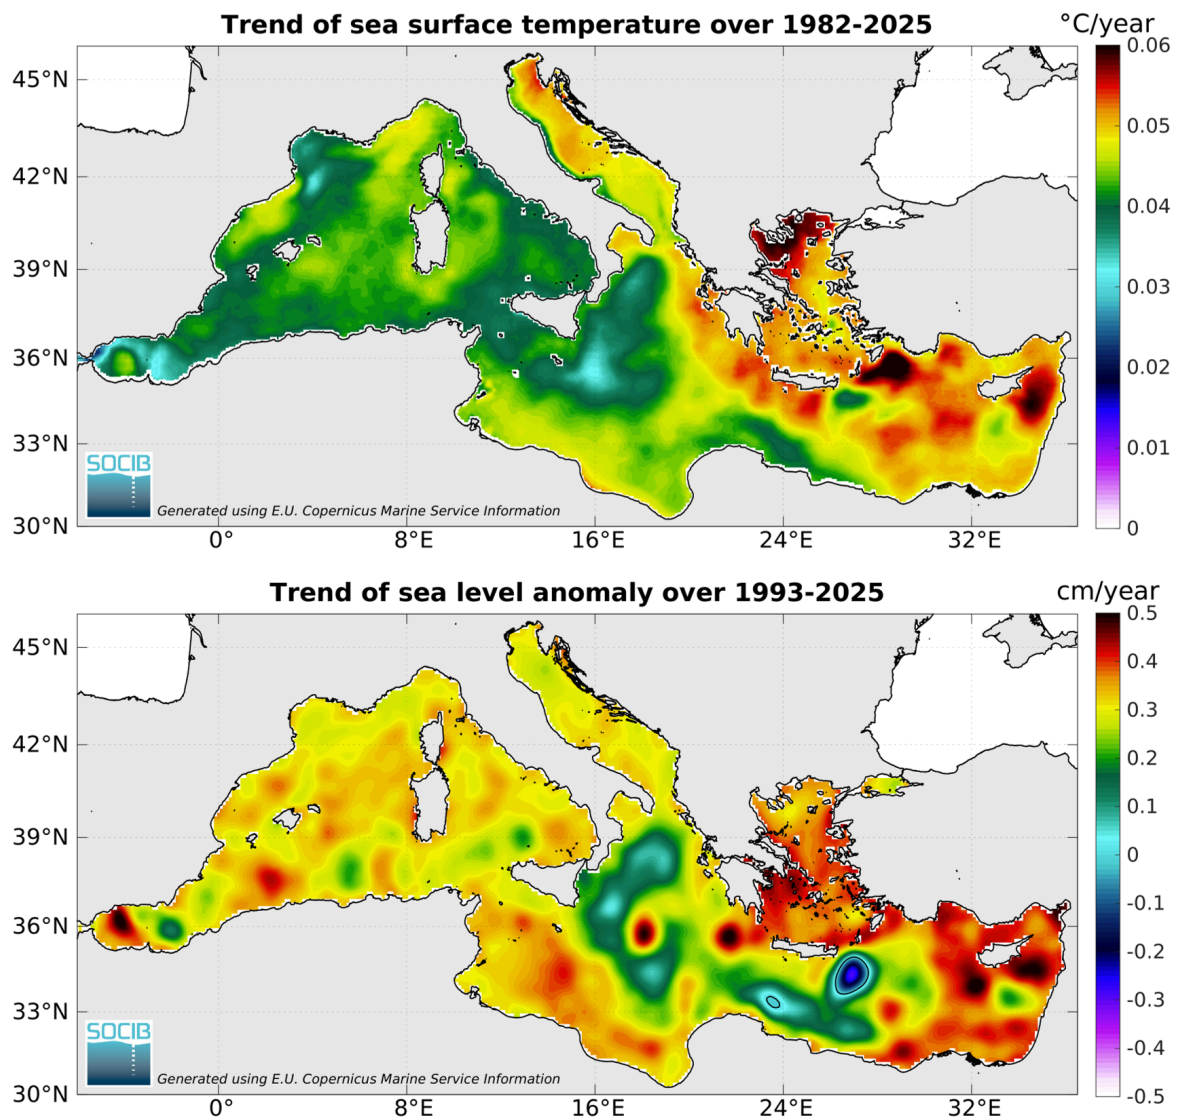 Trend of sea surface temperature over 1982-2025
°C/year
45°N
42°N
39°N
36°N
33°N
30°N
0.06
0.05
0.04
0.03
0.02
0.01
0
SOCIB
Generated using E.U. Copernicus Marine Service Information
0°
8°E
16°E
24°E
32°E
Trend of sea level anomaly over 1993-2025
cm/year
45°N
42°N
39°N
36°N
33°N
30°N
0.5
0.4
0.3
0.2
0.1
0
-0.1
-0.2
-0.3
-0.4
-0.5
SOCIB
Generated using E.U. Copernicus Marine Service Information
0°
8°E
16°E
24°E
32°E